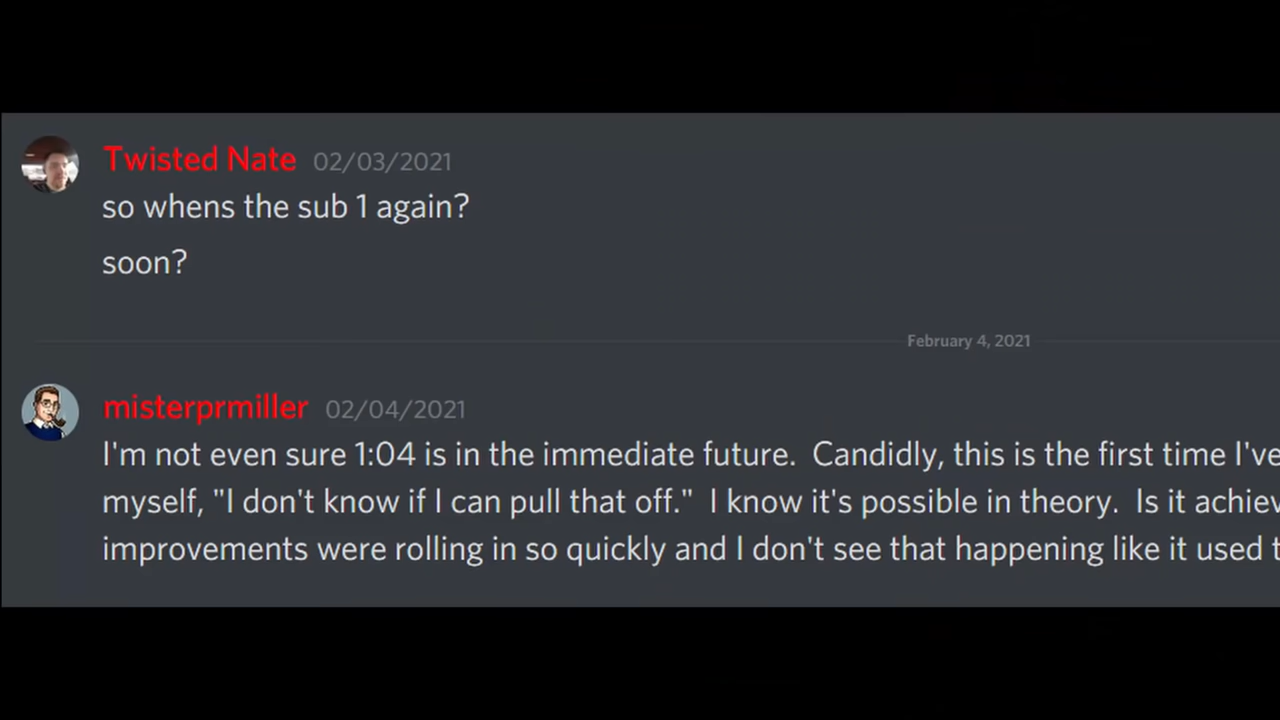 Twisted Nate 02/03/2021
so whens the sub 1 again?
soon?
February 4, 2021
misterprmiller 02/04/2021
I'm not even sure 1:04 is in the immediate future.  Candidly, this is the first time I've
myself, "I don't know if I can pull that off."  I know it's possible in theory.  Is it
improvements were rolling in so quickly and I don't see that happening like it used